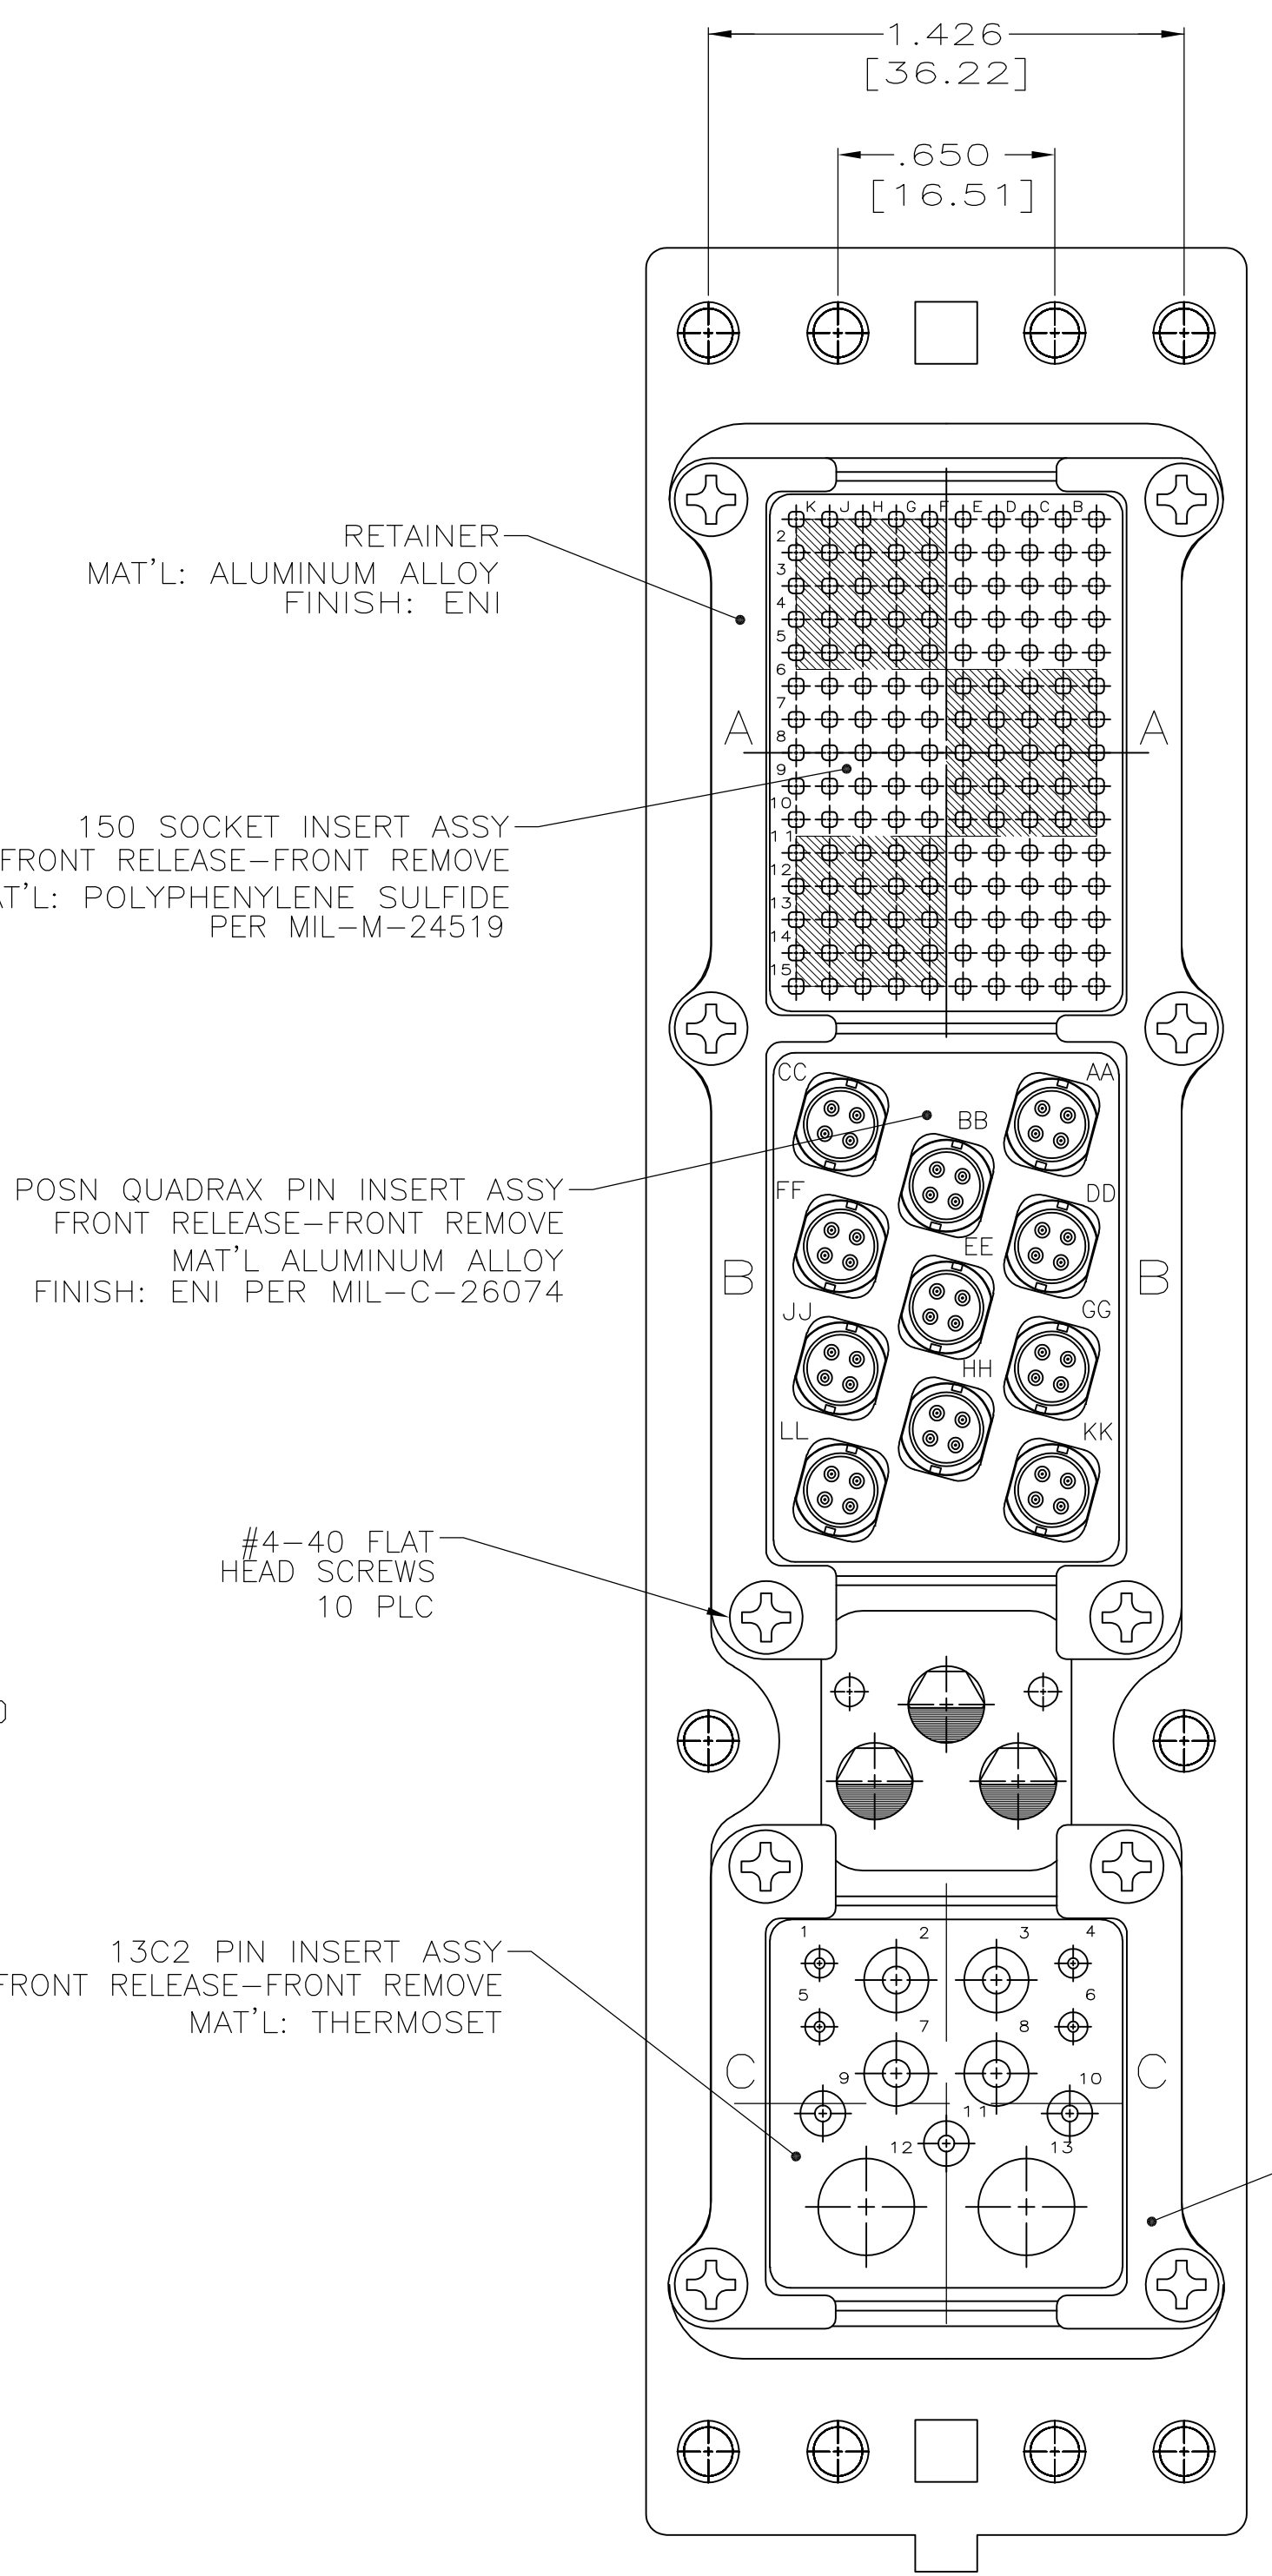 1.426
[36.22]
.650
[16.51]
RETAINER
MAT'L: ALUMINUM ALLOY
FINISH: ENI
K J H G F E D C B
2
3
4
5
6
7
8
9
10
11
12
13
14
15
A A
150 SOCKET INSERT ASSY
FRONT RELEASE-FRONT REMOVE
AT'L: POLYPHENYLENE SULFIDE
PER MIL-M-24519
CC AA
BB
POSN QUADRAX PIN INSERT ASSY
FRONT RELEASE-FRONT REMOVE
MAT'L ALUMINUM ALLOY
FINISH: ENI PER MIL-C-26074
FF DD
EE
B B
JJ GG
HH
LL KK
#4-40 FLAT
HEAD SCREWS
10 PLC
13C2 PIN INSERT ASSY
FRONT RELEASE-FRONT REMOVE
MAT'L: THERMOSET
1 2 3 4
5 6
7 8
C C
9 10
11
12 13